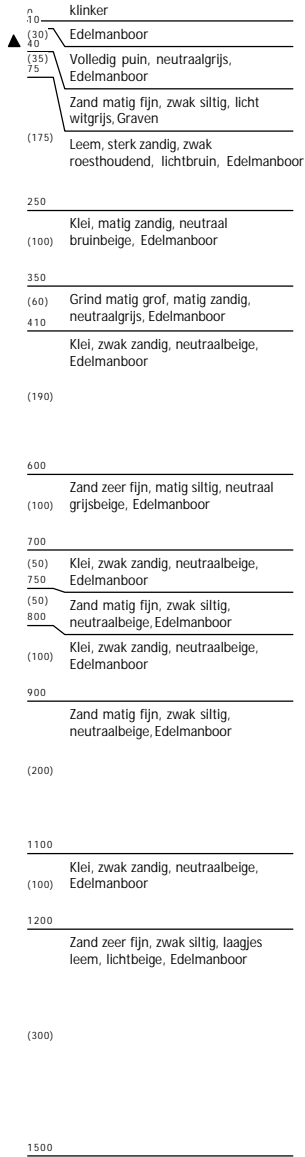 0 klinker
10
(30) Edelmanboor
40
(35) Volledig puin, neutraalgrijs,
75 Edelmanboor
Zand matig fijn, zwak siltig, licht
witgrijs, Graven
(175) Leem, sterk zandig, zwak
roesthoudend, lichtbruin, Edelmanboor
250
Klei, matig zandig, neutraal
(100) bruinbeige, Edelmanboor
350
(60) Grind matig grof, matig zandig,
410 neutraalgrijs, Edelmanboor
Klei, zwak zandig, neutraalbeige,
Edelmanboor
(190)
600
Zand zeer fijn, matig siltig, neutraal
(100) grijsbeige, Edelmanboor
700
(50) Klei, zwak zandig, neutraalbeige,
750 Edelmanboor
(50) Zand matig fijn, zwak siltig,
800 neutraalbeige, Edelmanboor
(100) Klei, zwak zandig, neutraalbeige,
Edelmanboor
900
Zand matig fijn, zwak siltig,
neutraalbeige, Edelmanboor
(200)
1100
Klei, zwak zandig, neutraalbeige,
(100) Edelmanboor
1200
Zand zeer fijn, zwak siltig, laagjes
leem, lichtbeige, Edelmanboor
(300)
1500